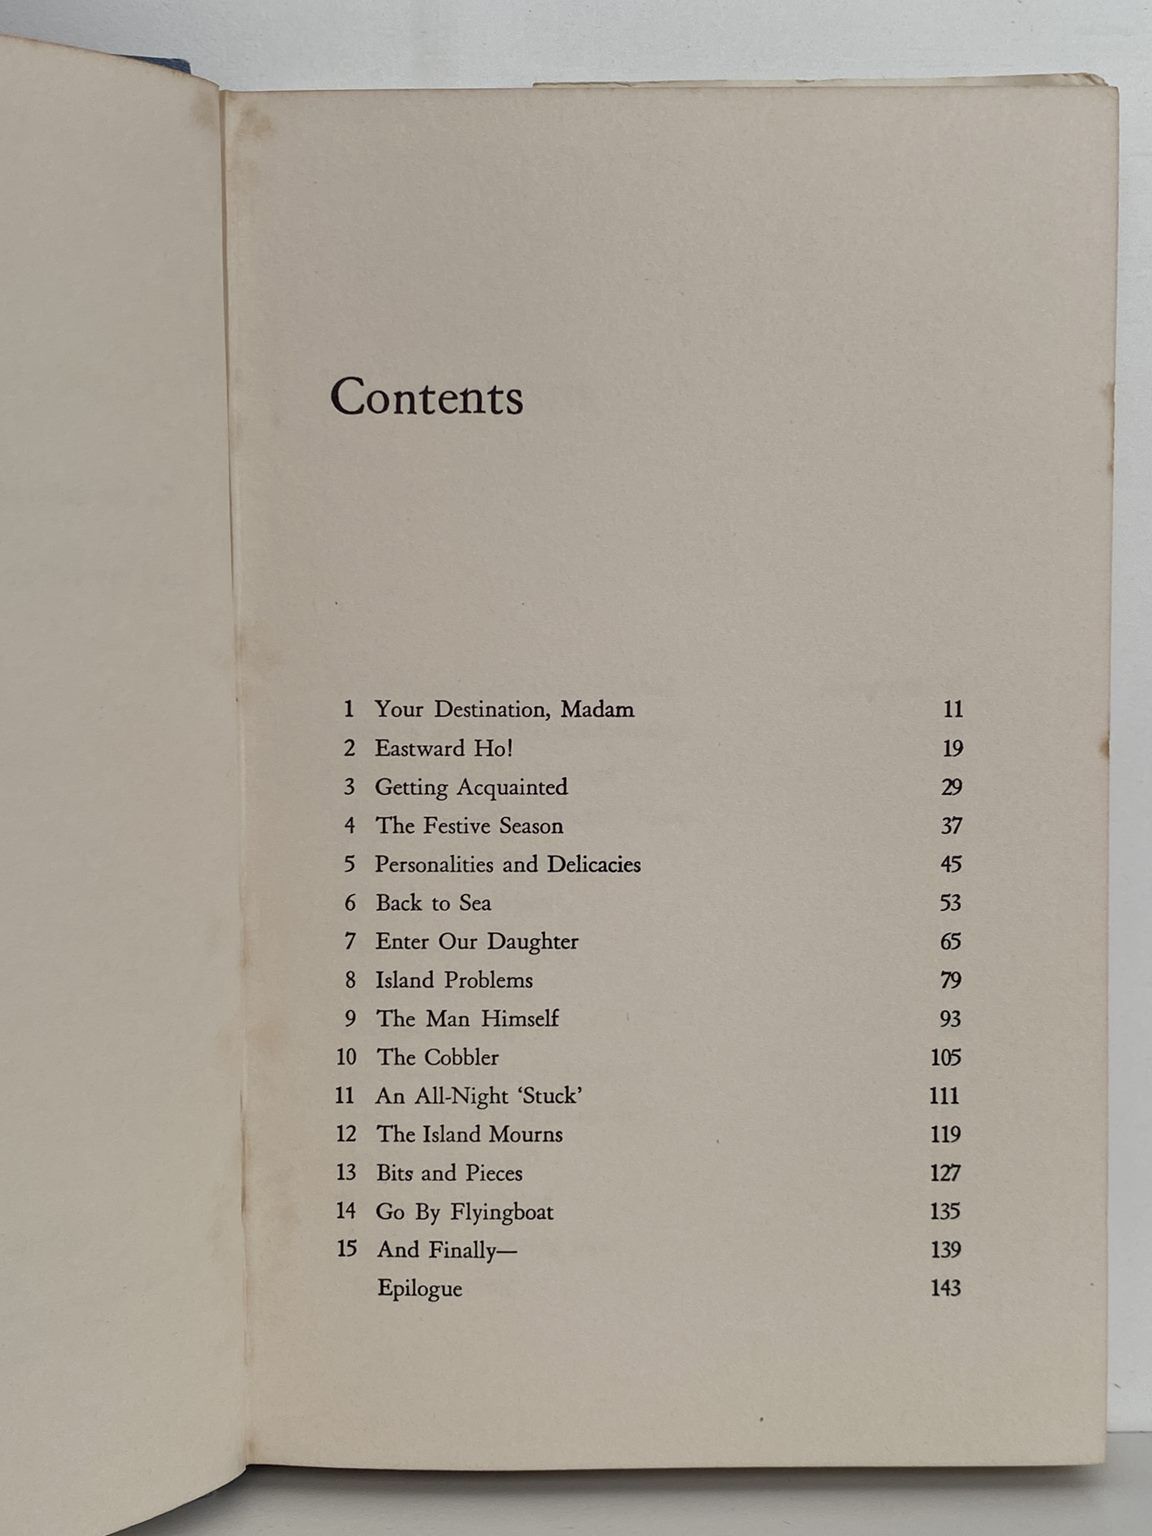 Contents
1 Your Destination, Madam 11
2 Eastward Ho! 19
3 Getting Acquainted 29
4 The Festive Season 37
5 Personalities and Delicacies 45
6 Back to Sea 53
7 Enter Our Daughter 65
8 Island Problems 79
9 The Man Himself 93
10 The Cobbler 105
11 An All-Night ‘Stuck’ 111
12 The Island Mourns 119
13 Bits and Pieces 127
14 Go By Flyingboat 135
15 And Finally— 139
Epilogue 143